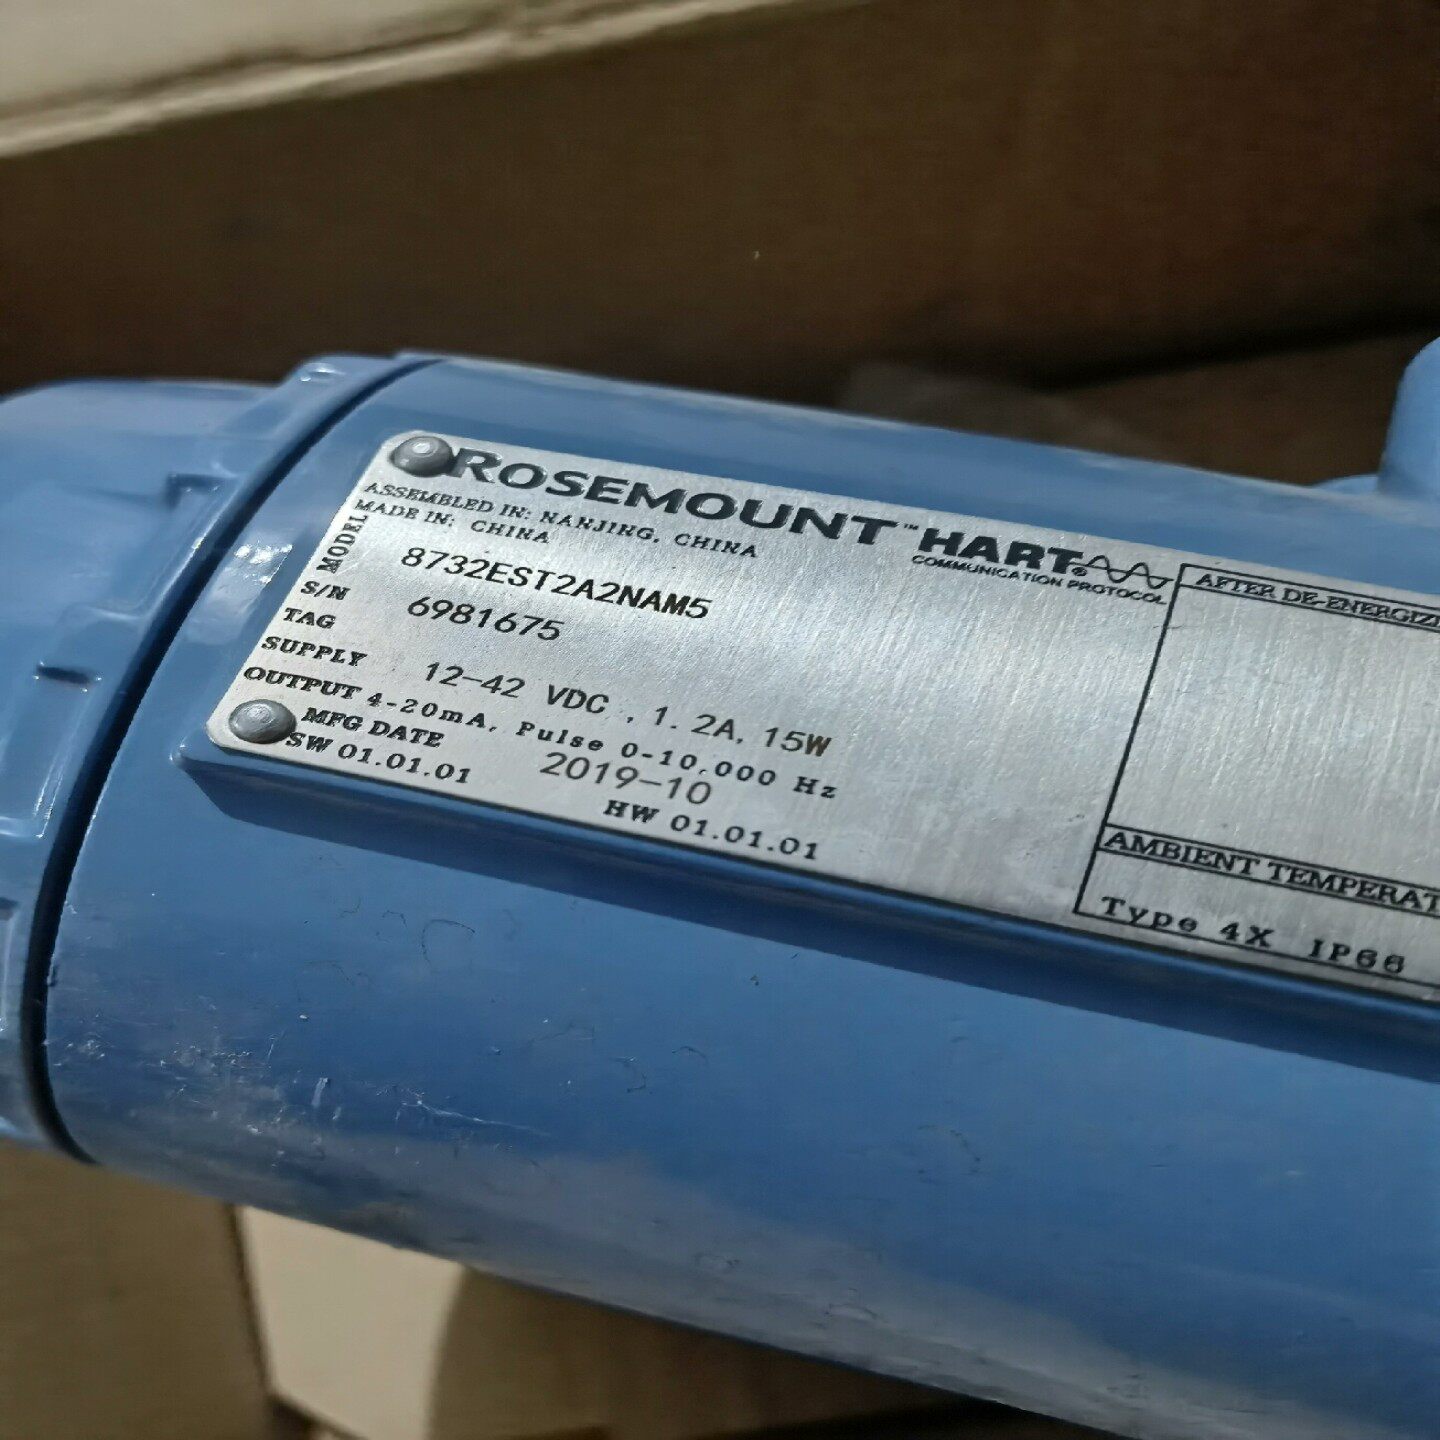 ROSEMOUNT™ HART®
COMMUNICATION PROTOCOL
ASSEMBLED IN: NANJING, CHINA
MADE IN: CHINA
MODEL 8732EST2A2NAM5
S/N 6981675
TAG
SUPPLY 12-42 VDC , 1.2A, 15W
OUTPUT 4-20mA, Pulse 0-10,000 Hz
MFG DATE 2019-10
SW 01.01.01 HW 01.01.01
AFTER DE-ENERGIZI
AMBIENT TEMPERAT
Type 4X IP66